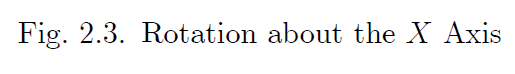 Fig. 2.3. Rotation about the X Axis